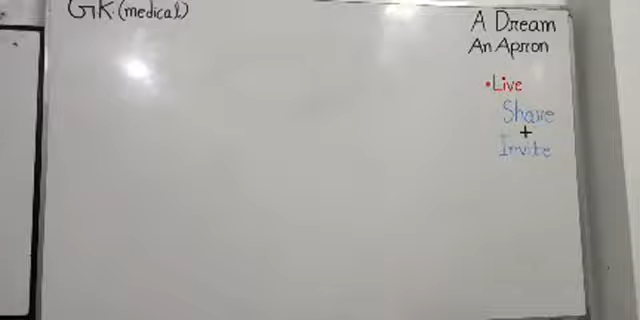 GK (medical)
A Dream
An Apron
•Live
Share
+
Invite